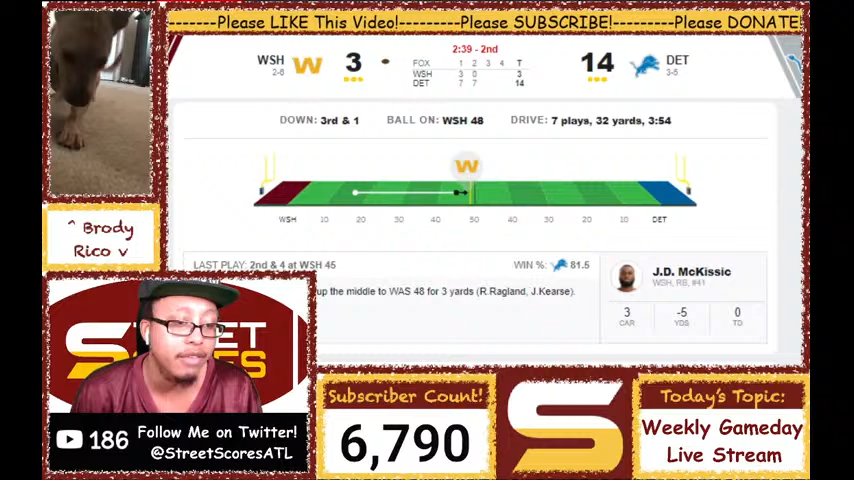 -------Please LIKE This Video!--------Please SUBSCRIBE!--------Please DONATE!
WSH
2-6
W
3
2:39 - 2nd
FOX 1 2 3 4 T
WSH 3 0 3
DET 7 7 14
14
DET
3-5
DOWN: 3rd & 1
BALL ON: WSH 48
DRIVE: 7 plays, 32 yards, 3:54
W
WSH 10 20 30 40 50 40 30 20 10 DET
^ Brody
Rico v
LAST PLAY: 2nd & 4 at WSH 45
WIN %: 81.5
up the middle to WAS 48 for 3 yards (R.Ragland, J.Kearse).
J.D. McKissic
WSH, RB, #41
3 -5 0
CAR YDS TD
186
Follow Me on Twitter!
@StreetScoresATL
Subscriber Count!
6,790
S
Today's Topic:
Weekly Gameday
Live Stream